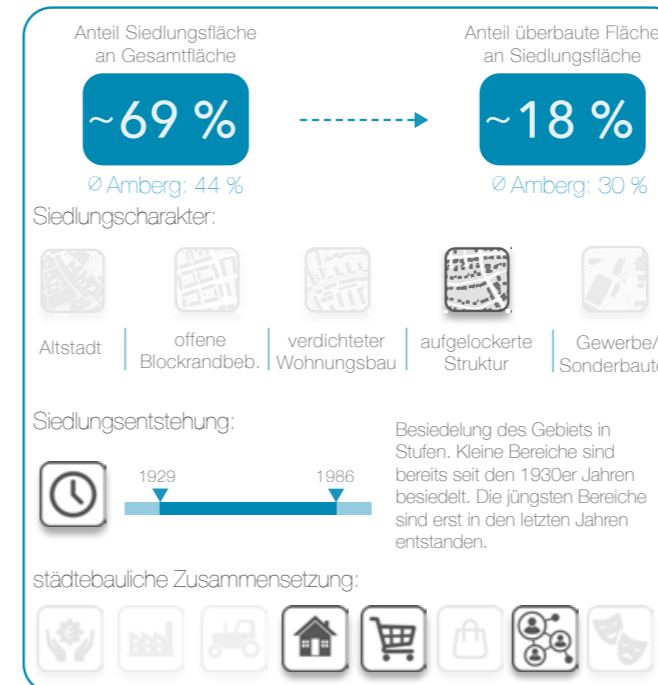 Anteil Siedlungsfläche
an Gesamtfläche
~69 %
Ø Amberg: 44 %
Anteil überbaute Fläche
an Siedlungsfläche
~18 %
Ø Amberg: 30 %
Siedlungscharakter:
Altstadt
offene
Blockrandbeb.
verdichteter
Wohnungsbau
aufgelockerte
Struktur
Gewerbe/
Sonderbaute
Siedlungsentstehung:
1929
1986
Besiedelung des Gebiets in
Stufen. Kleine Bereiche sind
bereits seit den 1930er Jahren
besiedelt. Die jüngsten Bereiche
sind erst in den letzten Jahren
entstanden.
städtebauliche Zusammensetzung: